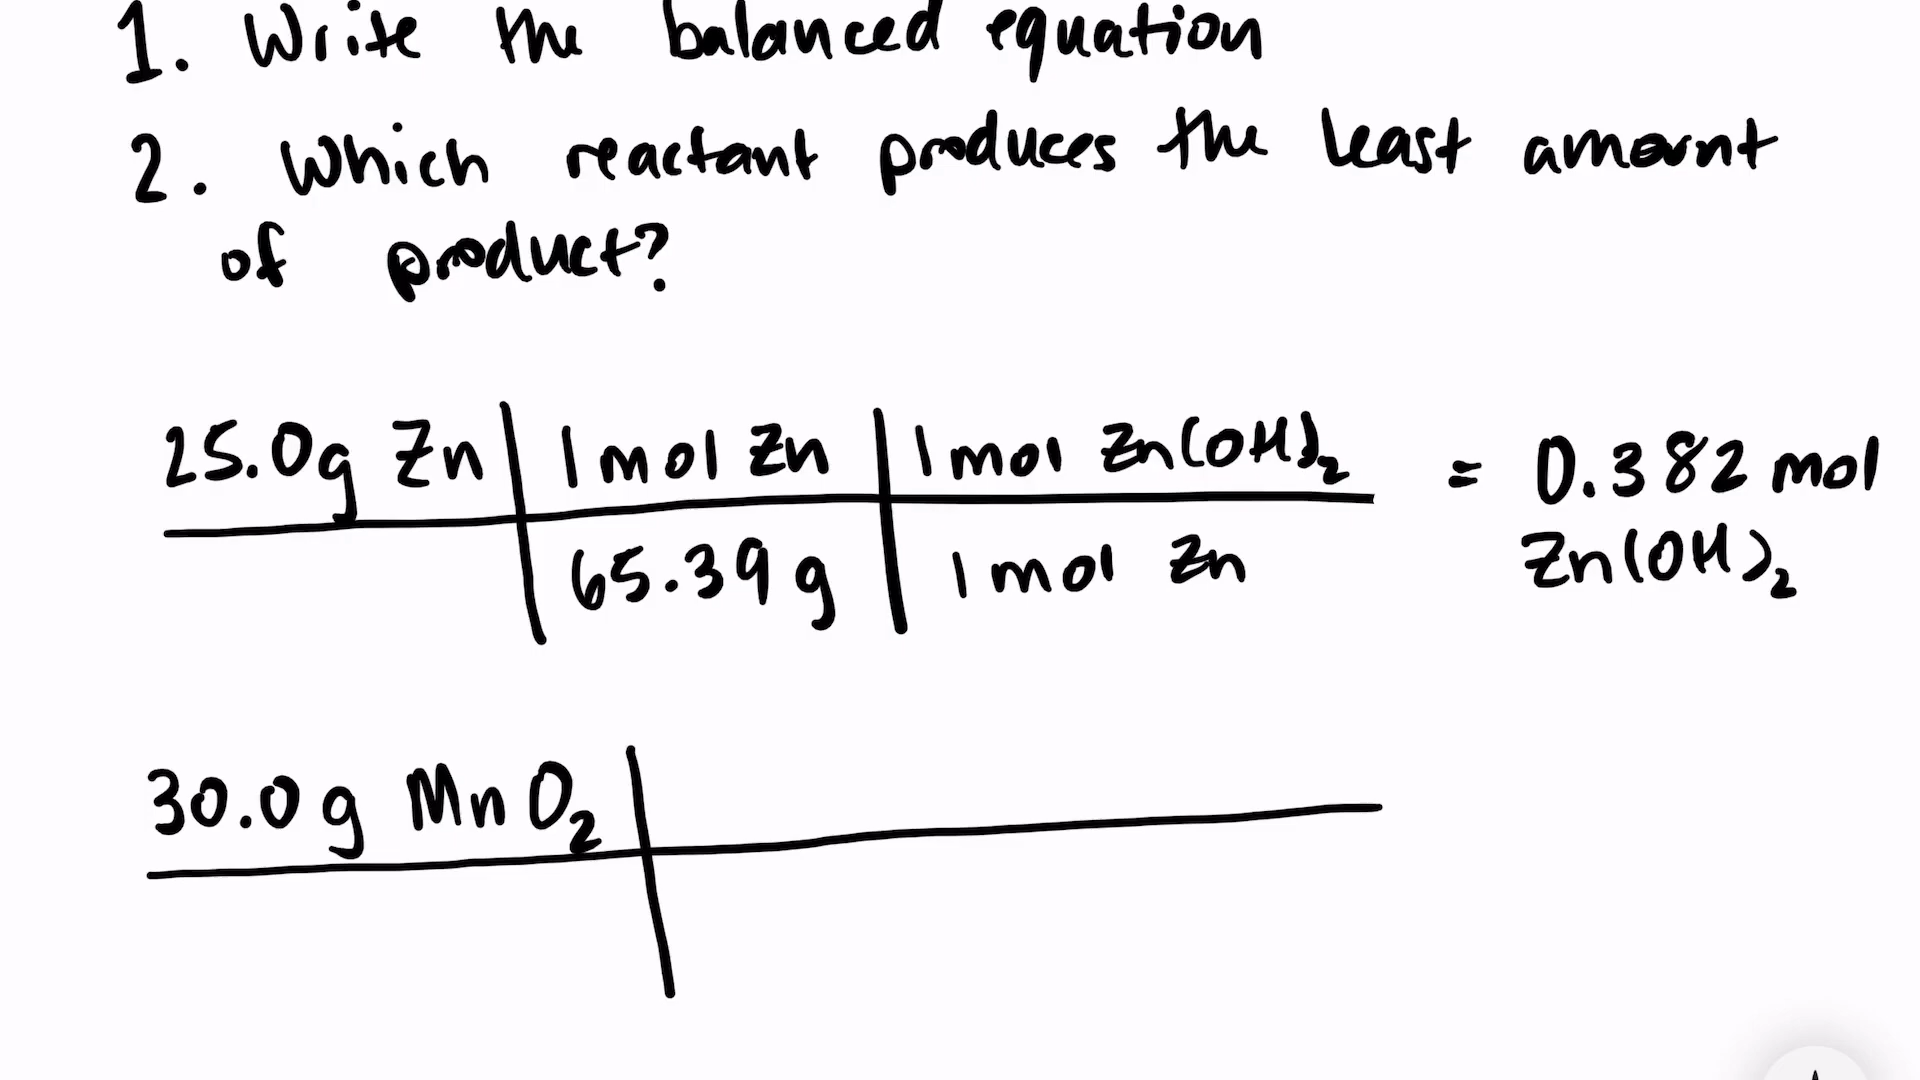 1. Write the balanced equation
2. Which reactant produces the least amount
of product?
25.0g Zn | 1 mol Zn | 1 mol Zn(OH)₂ = 0.382 mol
65.39 g | 1 mol Zn Zn(OH)₂
30.0 g MnO₂